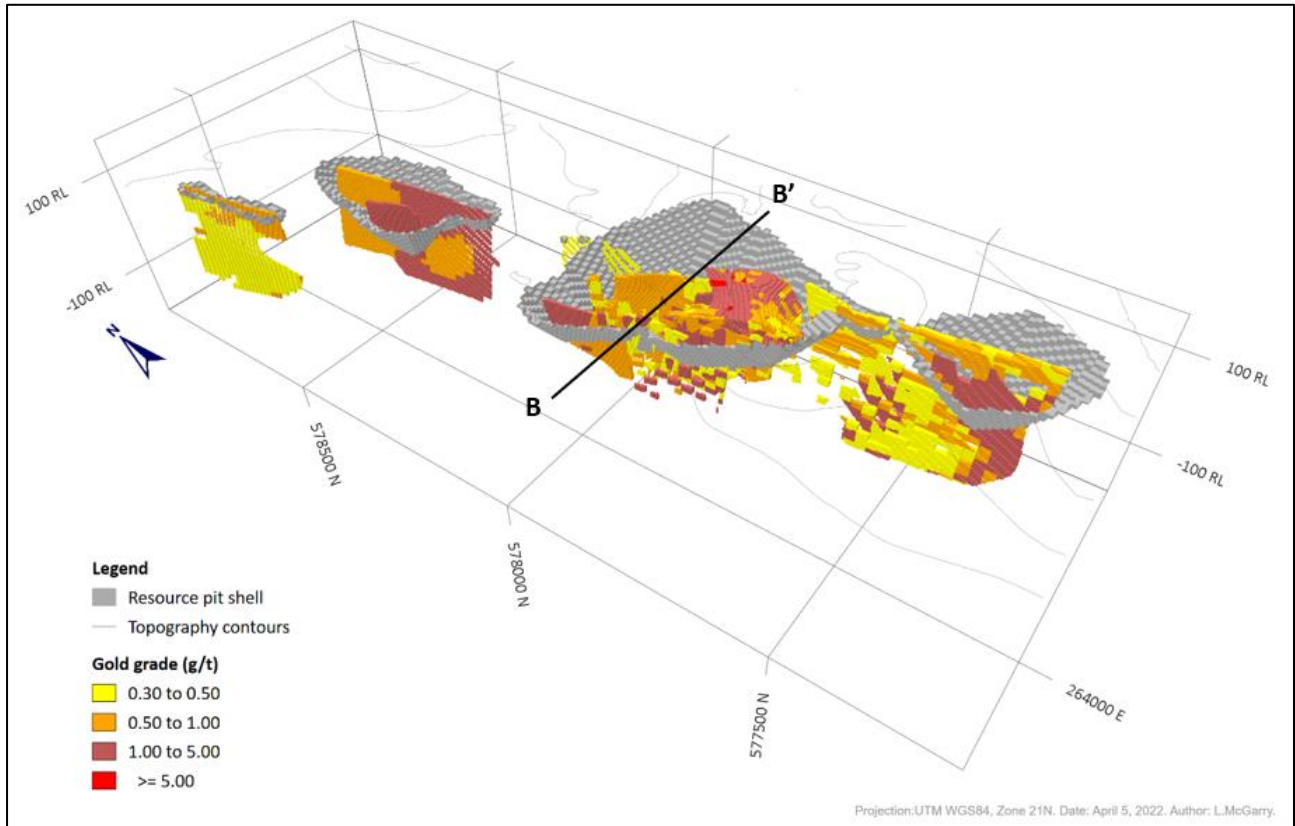 100 RL
-100 RL
N
B'
B
100 RL
-100 RL
578500 N
578000 N
577500 N
264000 E
Legend
Resource pit shell
Topography contours
Gold grade (g/t)
0.30 to 0.50
0.50 to 1.00
1.00 to 5.00
>= 5.00
Projection:UTM WGS84, Zone 21N. Date: April 5, 2022. Author: L.McGarry.